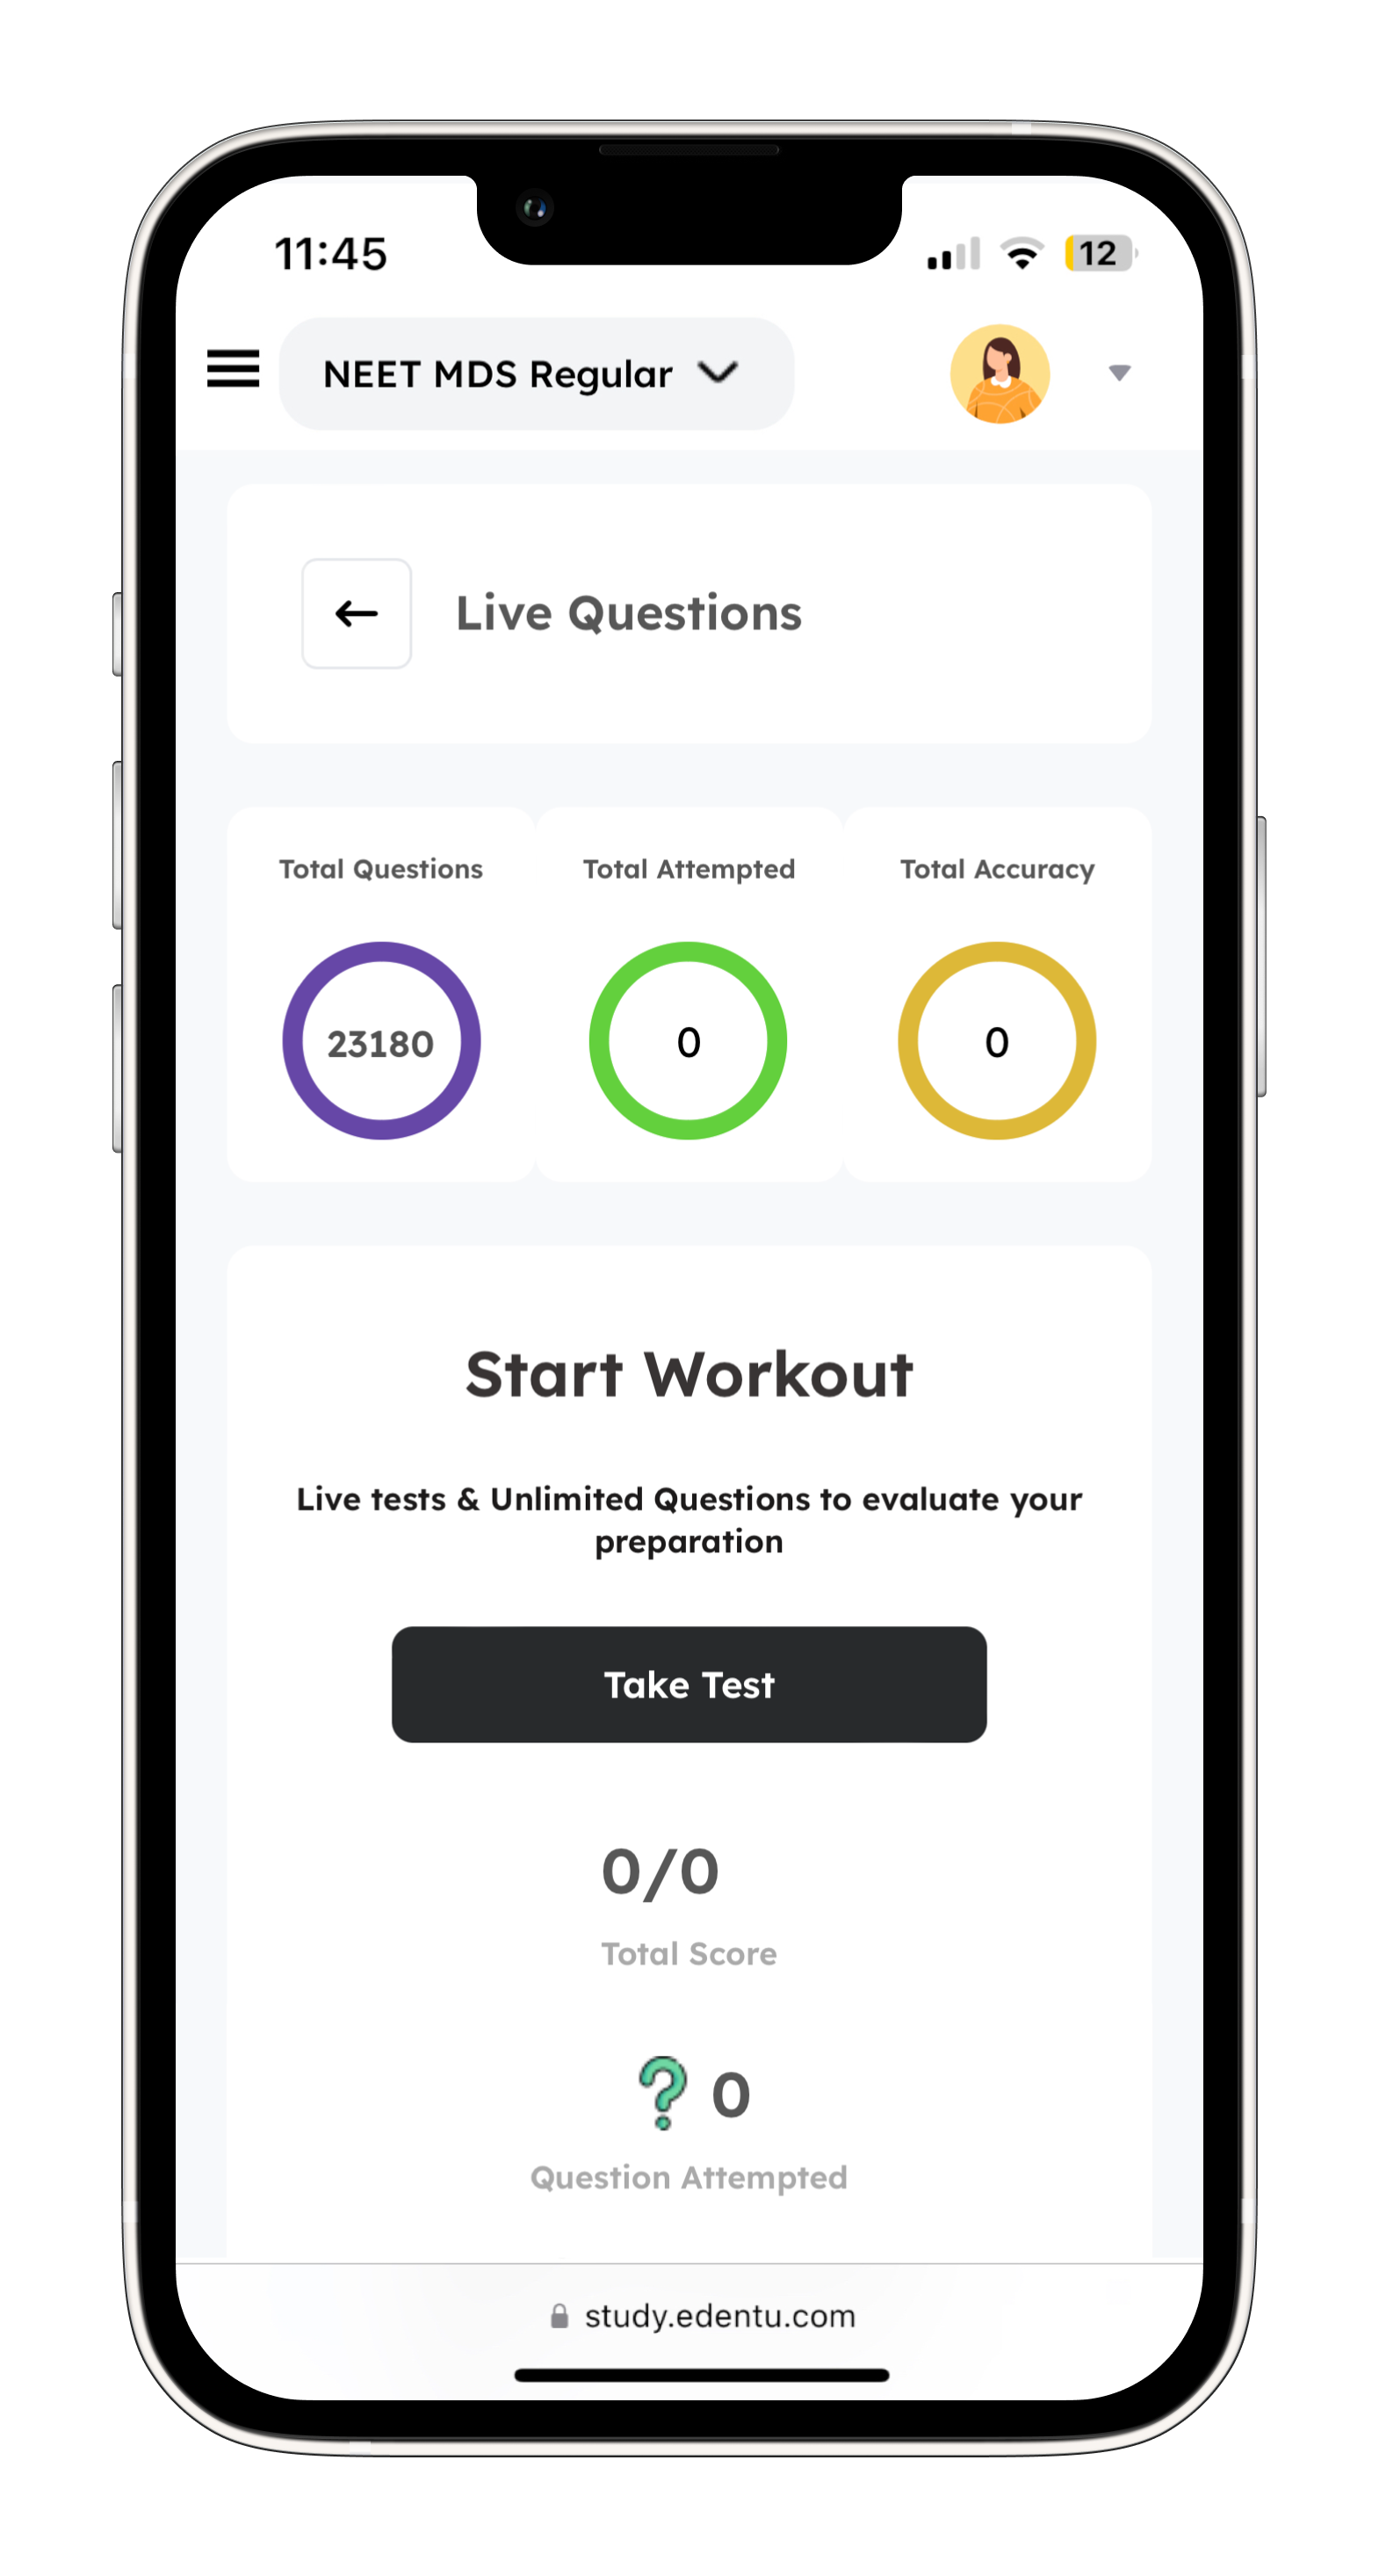 11:45
12
NEET MDS Regular
Live Questions
Total Questions
Total Attempted
Total Accuracy
23180
0
0
Start Workout
Live tests & Unlimited Questions to evaluate your
preparation
Take Test
0/0
Total Score
? 0
Question Attempted
study.edentu.com